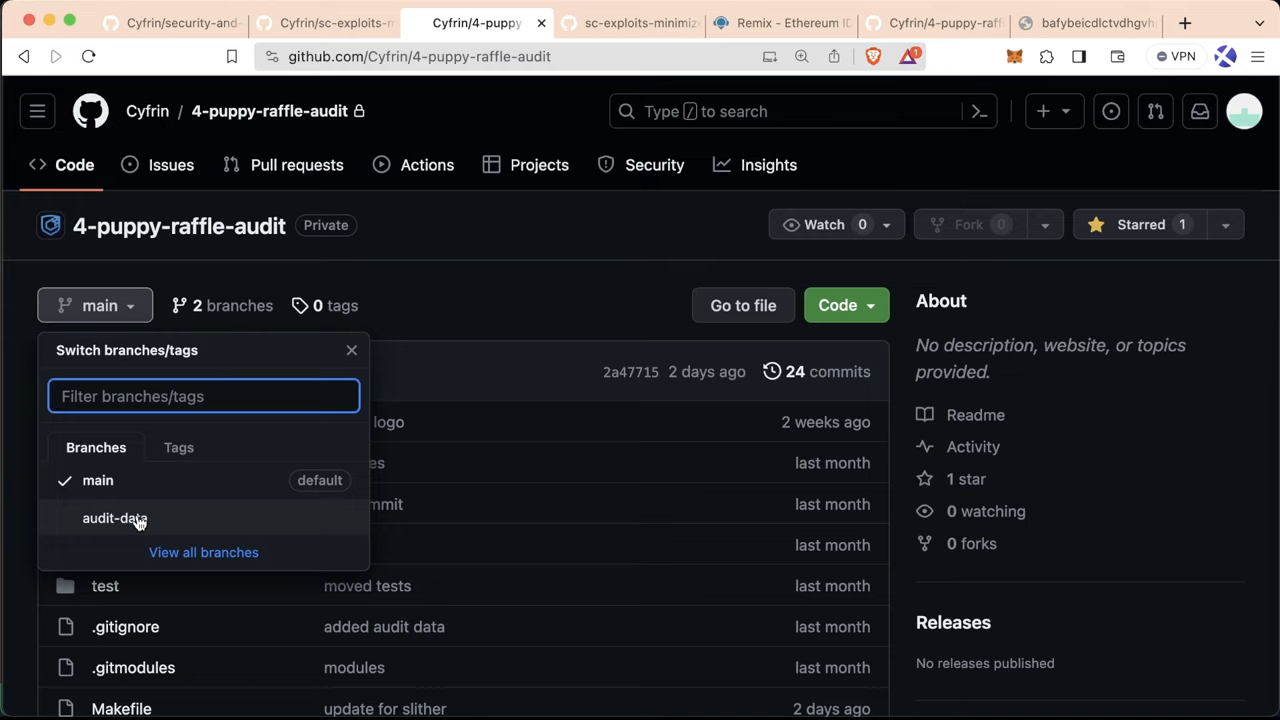 Cyfrin/security-and-
Cyfrin/sc-exploits-m
Cyfrin/4-puppy
sc-exploits-minimize
Remix - Ethereum ID
Cyfrin/4-puppy-raffl
bafybeicdlctvdhgvh
github.com/Cyfrin/4-puppy-raffle-audit
1
VPN
Cyfrin / 4-puppy-raffle-audit
Type / to search
Code
Issues
Pull requests
Actions
Projects
Security
Insights
4-puppy-raffle-audit
Private
Watch 0
Fork 0
Starred 1
main
2 branches
0 tags
Go to file
Code
Switch branches/tags
Filter branches/tags
Branches
Tags
main
default
audit-data
View all branches
2a47715 2 days ago
24 commits
logo
2 weeks ago
es
last month
mmit
last month
last month
test
moved tests
last month
.gitignore
added audit data
last month
.gitmodules
modules
last month
Makefile
update for slither
2 days ago
About
No description, website, or topics
provided.
Readme
Activity
1 star
0 watching
0 forks
Releases
No releases published